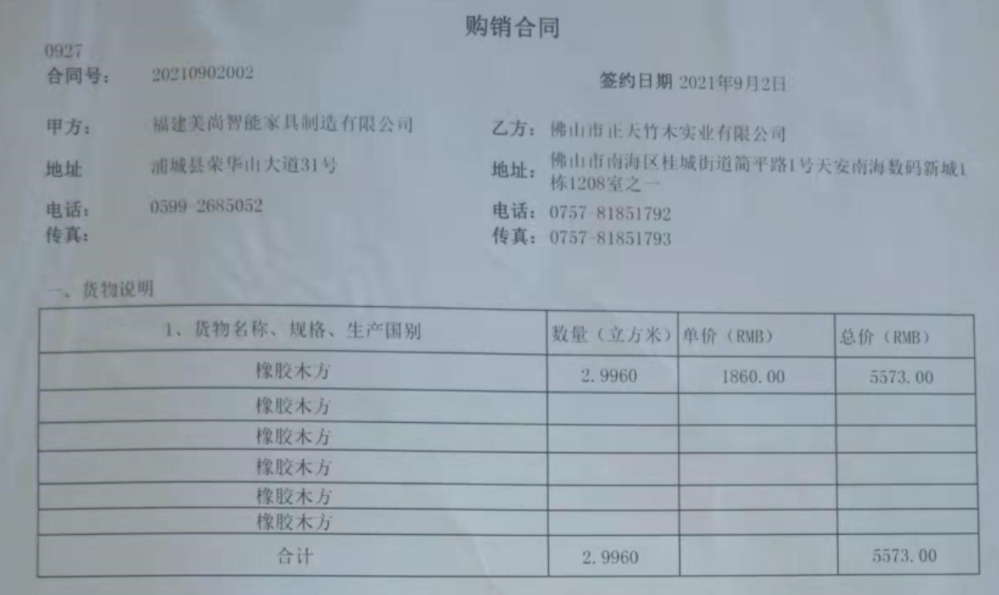 购销合同
0927
合同号： 20210902002 签约日期 2021年9月2日
甲方： 福建美尚智能家具制造有限公司 乙方： 佛山市正天竹木实业有限公司
地址 浦城县荣华山大道31号 地址： 佛山市南海区桂城街道简平路1号天安南海数码新城1
栋1208室之一
电话： 0599-2685052 电话： 0757-81851792
传真： 传真： 0757-81851793
一、货物说明
1、货物名称、规格、生产国别 数量（立方米） 单价（RMB） 总价（RMB）
橡胶木方 2.9960 1860.00 5573.00
橡胶木方
橡胶木方
橡胶木方
橡胶木方
橡胶木方
合计 2.9960 5573.00